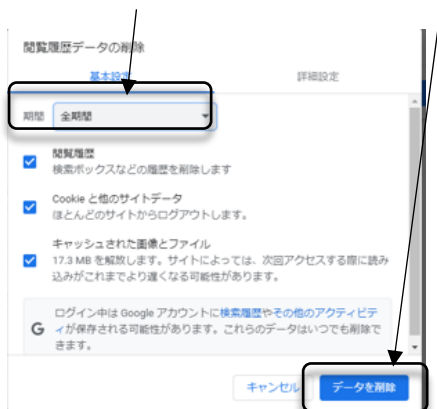 閲覧履歴データの削除
基本設定
詳細設定
期間 全期間
閲覧履歴
検索ボックスなどの履歴を削除します
Cookie と他のサイトデータ
ほとんどのサイトからログアウトします。
キャッシュされた画像とファイル
17.3 MB を解放します。サイトによっては、次回アクセスする際に読み
込みがこれまでより遅くなる可能性があります。
G ログイン中は Google アカウントに検索履歴やその他のアクティビテ
ィが保存される可能性があります。これらのデータはいつでも削除で
きます。
キャンセル
データを削除